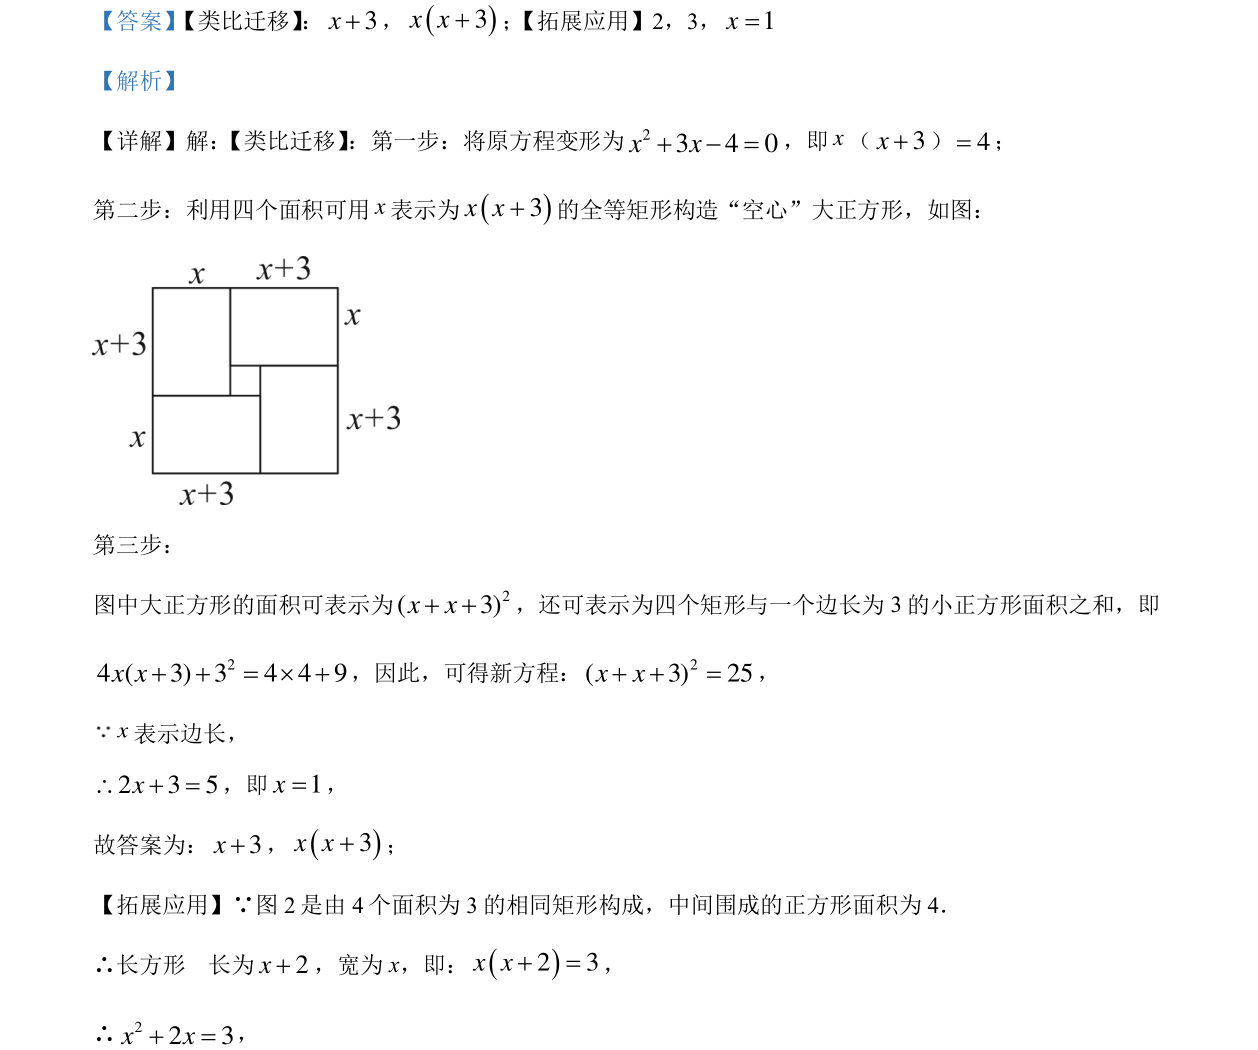 【答案】【类比迁移】：x+3，x(x+3)；【拓展应用】2，3，x=1
【解析】
【详解】解：【类比迁移】：第一步：将原方程变形为x²+3x−4=0，即x（x+3）=4；
第二步：利用四个面积可用x表示为x(x+3)的全等矩形构造“空心”大正方形，如图：
x x+3
x
x+3
x+3
x
x+3
第三步：
图中大正方形的面积可表示为(x+x+3)²，还可表示为四个矩形与一个边长为3的小正方形面积之和，即
4x(x+3)+3²=4×4+9，因此，可得新方程：(x+x+3)²=25，
∵x表示边长，
∴2x+3=5，即x=1，
故答案为：x+3，x(x+3)；
【拓展应用】∵图2是由4个面积为3的相同矩形构成，中间围成的正方形面积为4．
∴长方形 长为x+2，宽为x，即：x(x+2)=3，
∴x²+2x=3，